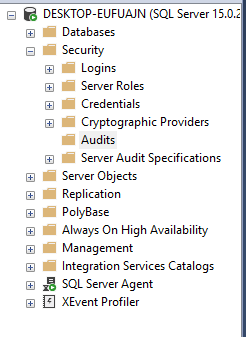 DESKTOP-EFUAJN (SQL Server 15.0.2
Databases
Security
Logins
Server Roles
Credentials
Cryptographic Providers
Audits
Server Audit Specifications
Server Objects
Replication
PolyBase
Always On High Availability
Management
Integration Services Catalogs
SQL Server Agent
XEvent Profiler